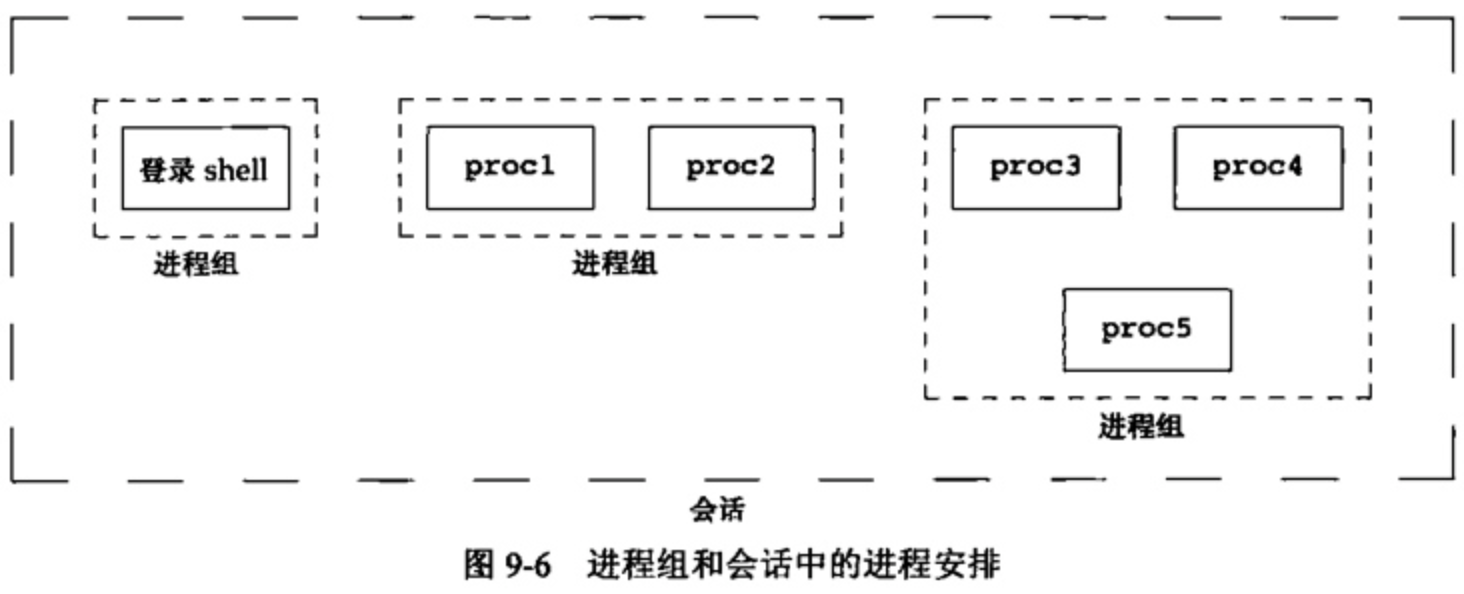 登录 shell
proc1
proc2
proc3
proc4
进程组
进程组
proc5
进程组
会话
图 9-6 进程组和会话中的进程安排